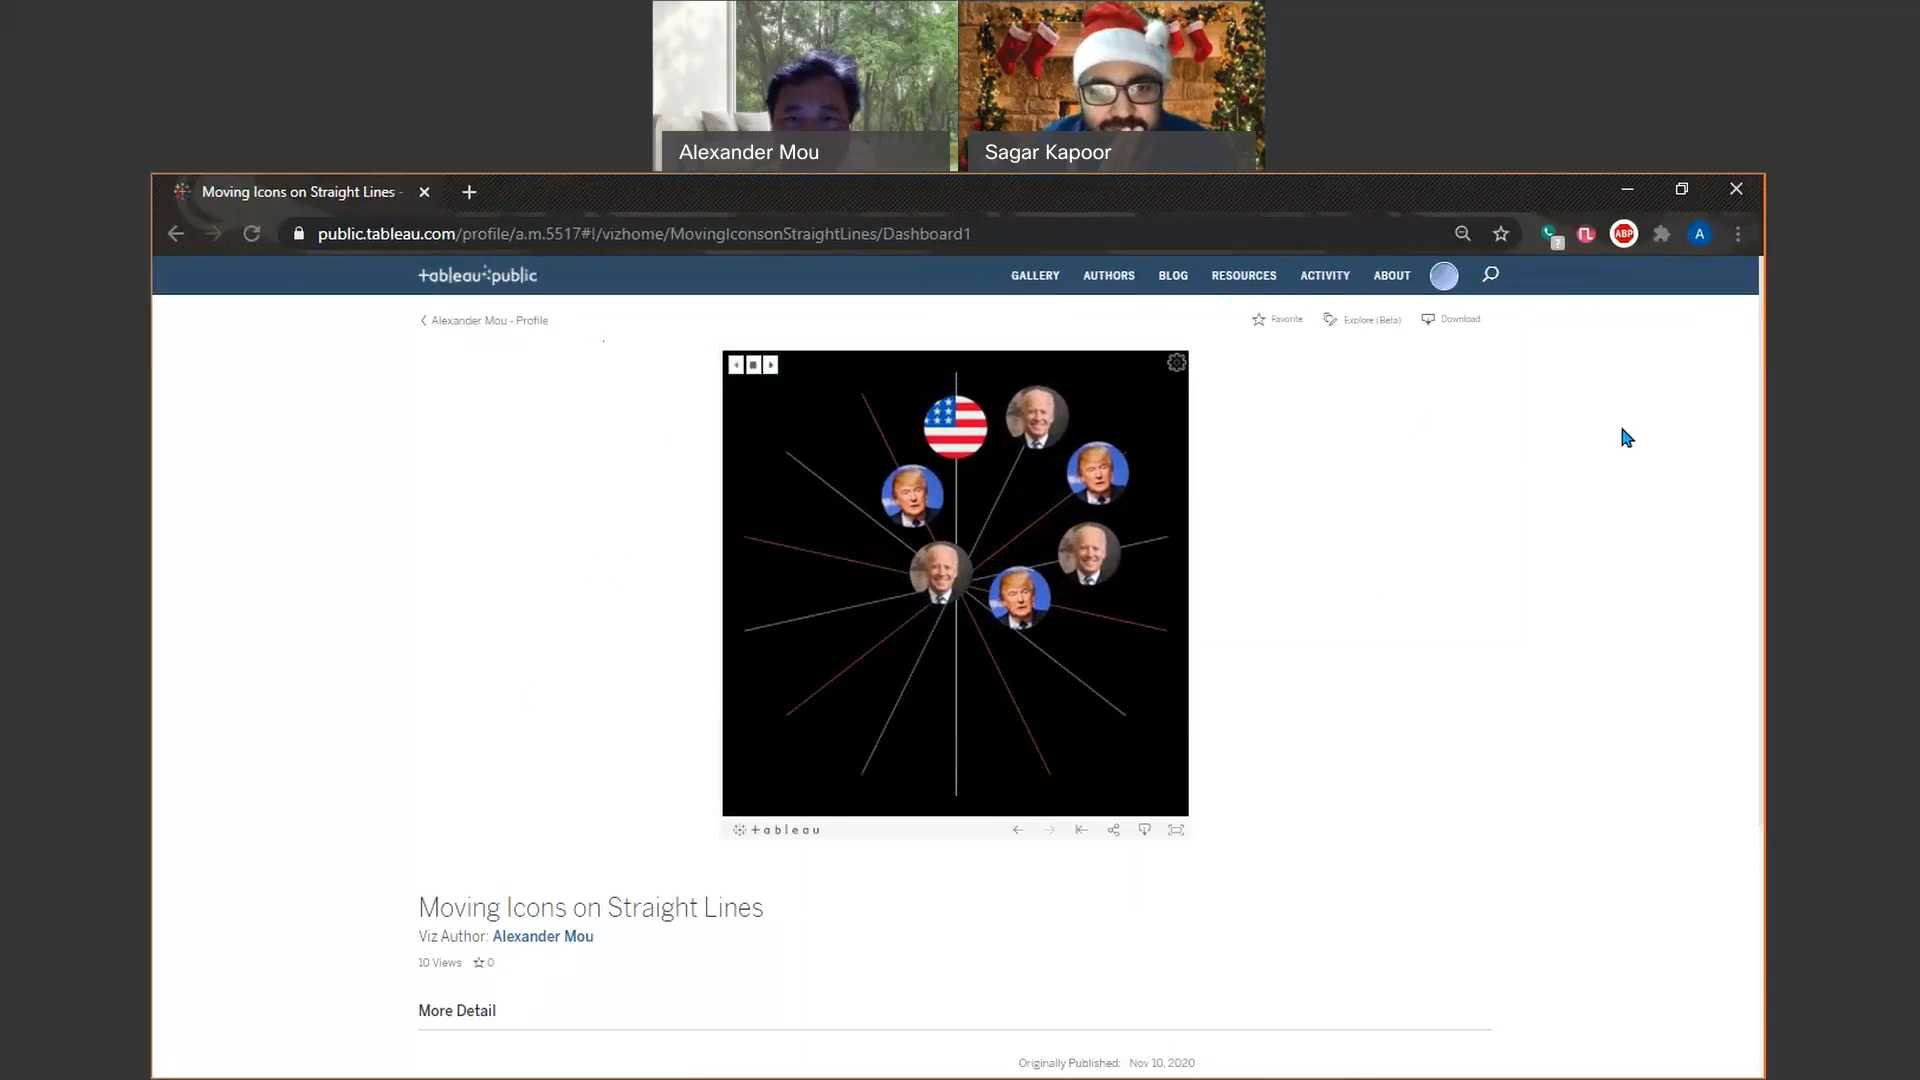 Alexander Mou
Sagar Kapoor
Moving Icons on Straight Lines -
public.tableau.com/profile/a.m.5517#!/vizhome/MovingIconsonStraightLines/Dashboard1
ABP
A
?
+ableau public
GALLERY AUTHORS BLOG RESOURCES ACTIVITY ABOUT
Alexander Mou - Profile
Favorite Explore (Beta) Download
+ableau
Moving Icons on Straight Lines
Viz Author: Alexander Mou
10 Views 0
More Detail
Originally Published: Nov 10, 2020